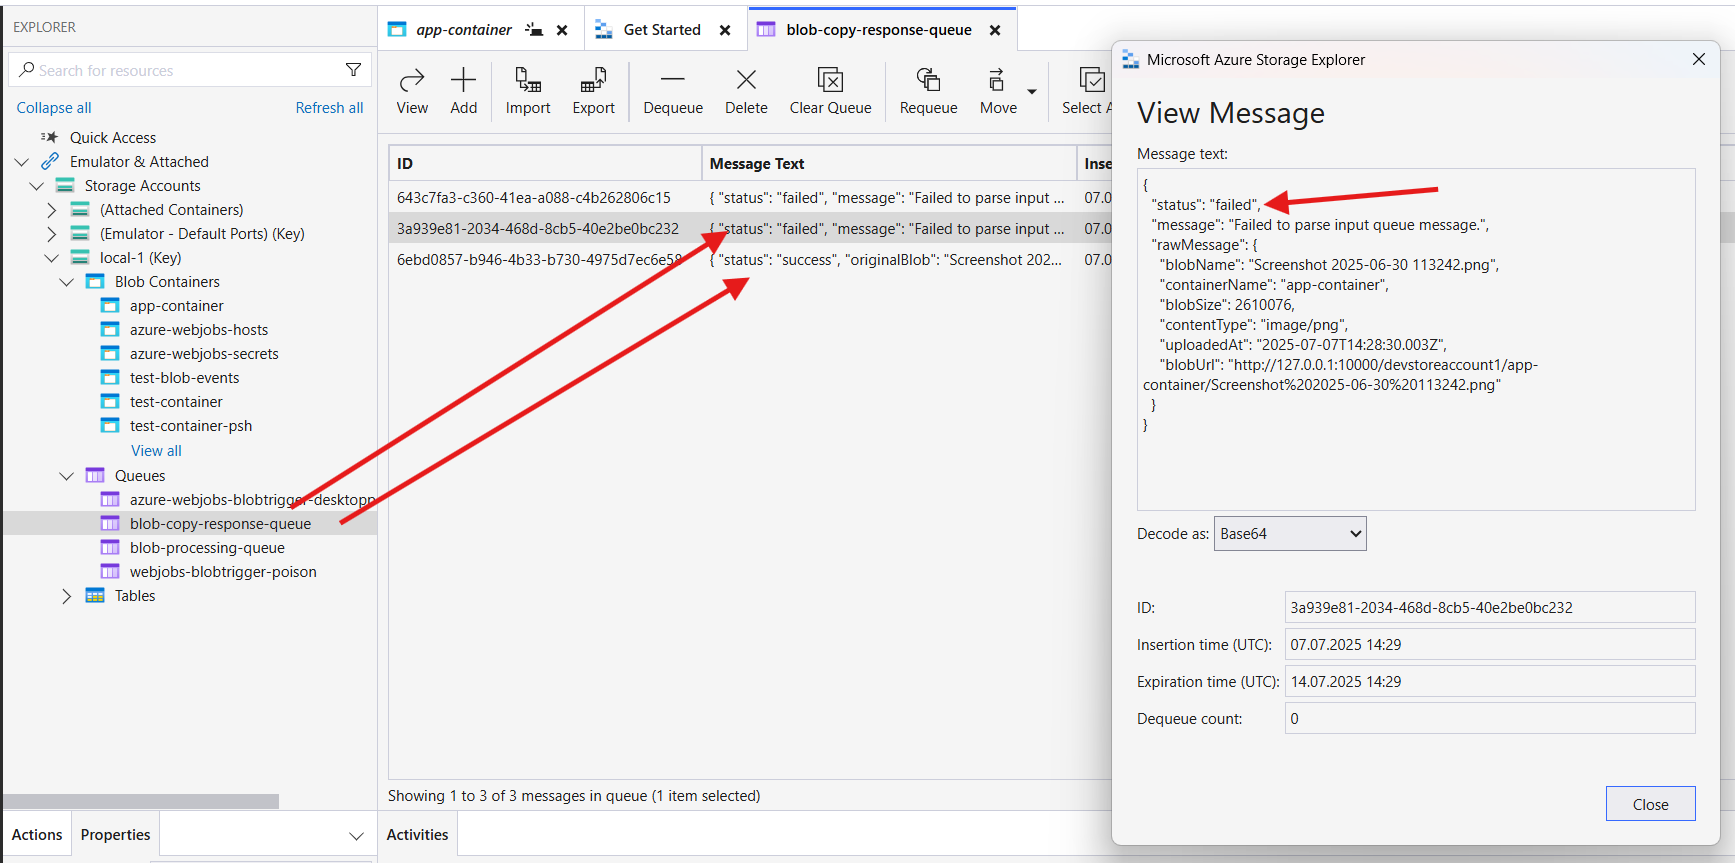 EXPLORER
Search for resources
Collapse all
Refresh all
Quick Access
Emulator & Attached
Storage Accounts
(Attached Containers)
(Emulator - Default Ports) (Key)
local-1 (Key)
Blob Containers
app-container
azure-webjobs-hosts
azure-webjobs-secrets
test-blob-events
test-container
test-container-psh
View all
Queues
azure-webjobs-blobtrigger-desktopp
blob-copy-response-queue
blob-processing-queue
webjobs-blobtrigger-poison
Tables
Actions
Properties
app-container
Get Started
blob-copy-response-queue
View
Add
Import
Export
Dequeue
Delete
Clear Queue
Requeue
Move
Select A
ID
Message Text
Inse
643c7fa3-c360-41ea-a088-c4b262806c15
{ "status": "failed", "message": "Failed to parse input ...
07.0
3a939e81-2034-468d-8cb5-40e2be0bc232
{ "status": "failed", "message": "Failed to parse input ...
07.0
6ebd0857-b946-4b33-b730-4975d7ec6e58
{ "status": "success", "originalBlob": "Screenshot 202...
07.0
Showing 1 to 3 of 3 messages in queue (1 item selected)
Activities
Microsoft Azure Storage Explorer
View Message
Message text:
{
"status": "failed",
"message": "Failed to parse input queue message.",
"rawMessage": {
"blobName": "Screenshot 2025-06-30 113242.png",
"containerName": "app-container",
"blobSize": 2610076,
"contentType": "image/png",
"uploadedAt": "2025-07-07T14:28:30.003Z",
"blobUrl": "http://127.0.0.1:10000/devstoreaccount1/app-
container/Screenshot%202025-06-30%20113242.png"
}
}
Decode as:
Base64
ID:
3a939e81-2034-468d-8cb5-40e2be0bc232
Insertion time (UTC):
07.07.2025 14:29
Expiration time (UTC):
14.07.2025 14:29
Dequeue count:
0
Close